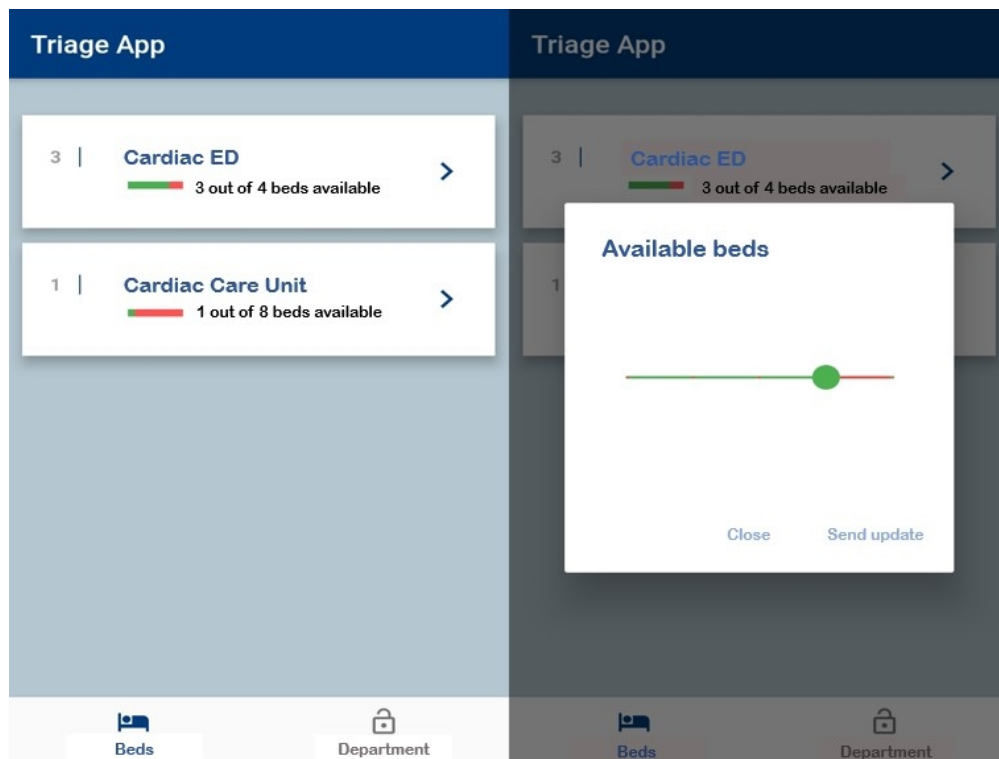 Triage App
3 | Cardiac ED
3 out of 4 beds available
1 | Cardiac Care Unit
1 out of 8 beds available
Beds
Department
Triage App
3 | Cardiac ED
3 out of 4 beds available
1
Available beds
Close
Send update
Beds
Department